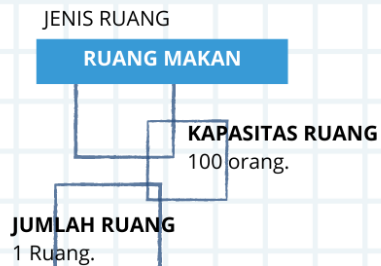 JENIS RUANG
RUANG MAKAN
KAPASITAS RUANG
100 orang.
JUMLAH RUANG
1 Ruang.